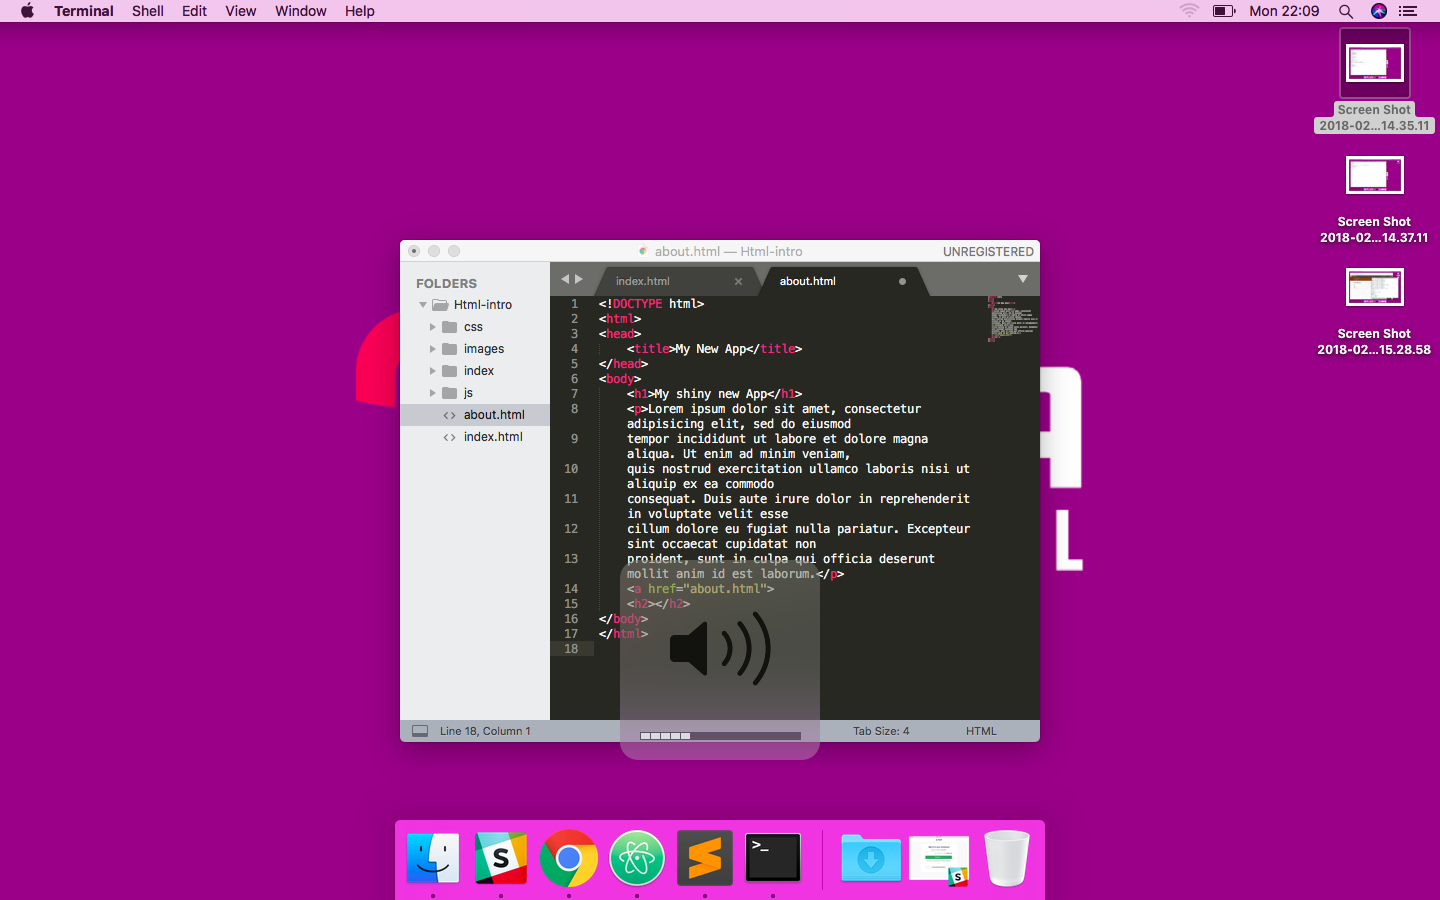 Terminal Shell Edit View Window Help Mon 22:09
Screen Shot
2018-02...14.35.11
Screen Shot
2018-02...14.37.11
Screen Shot
2018-02...15.28.58
about.html — Html-intro UNREGISTERED
FOLDERS
Html-intro
css
images
index
js
about.html
index.html
index.html about.html
1 <!DOCTYPE html>
2 <html>
3 <head>
4 <title>My New App</title>
5 </head>
6 <body>
7 <h1>My shiny new App</h1>
8 <p>Lorem ipsum dolor sit amet, consectetur
adipisicing elit, sed do eiusmod
9 tempor incididunt ut labore et dolore magna
aliqua. Ut enim ad minim veniam,
10 quis nostrud exercitation ullamco laboris nisi ut
aliquip ex ea commodo
11 consequat. Duis aute irure dolor in reprehenderit
in voluptate velit esse
12 cillum dolore eu fugiat nulla pariatur. Excepteur
sint occaecat cupidatat non
13 proident, sunt in culpa qui officia deserunt
mollit anim id est laborum.</p>
14 <a href="about.html">
15 <h2></h2>
16 </body>
17 </html>
18
Line 18, Column 1 Tab Size: 4 HTML
A
L
S
>_
S